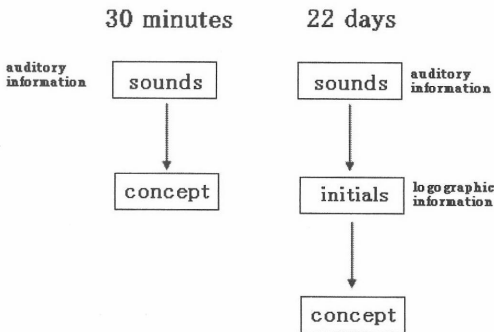 30 minutes
22 days
auditory
information
sounds
sounds
auditory
information
concept
initials
logographic
information
concept